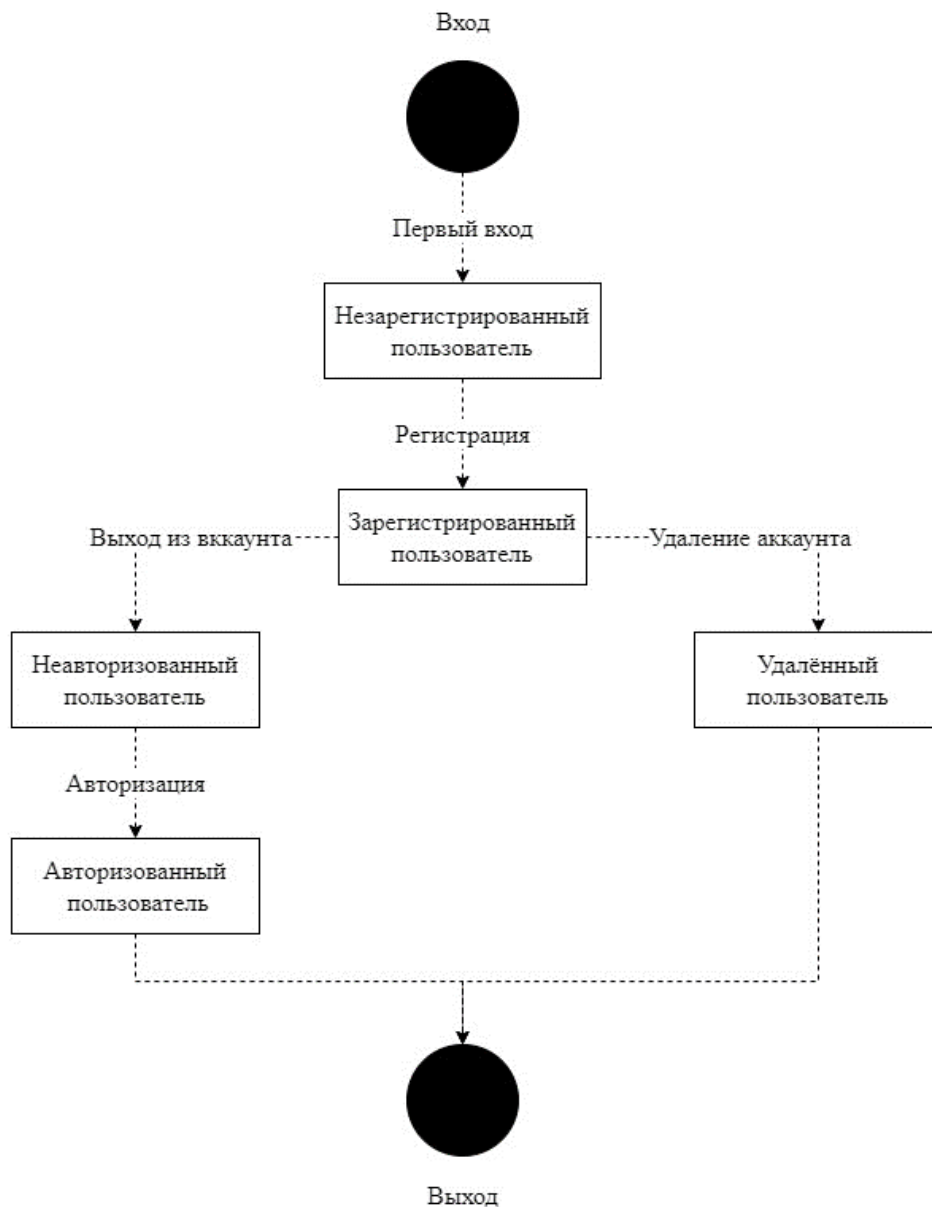 Вход
Первый вход
Незарегистрированный
пользователь
Регистрация
Зарегистрированный
пользователь
Выход из вккаунта
Удаление аккаунта
Неавторизованный
пользователь
Удалённый
пользователь
Авторизация
Авторизованный
пользователь
Выход